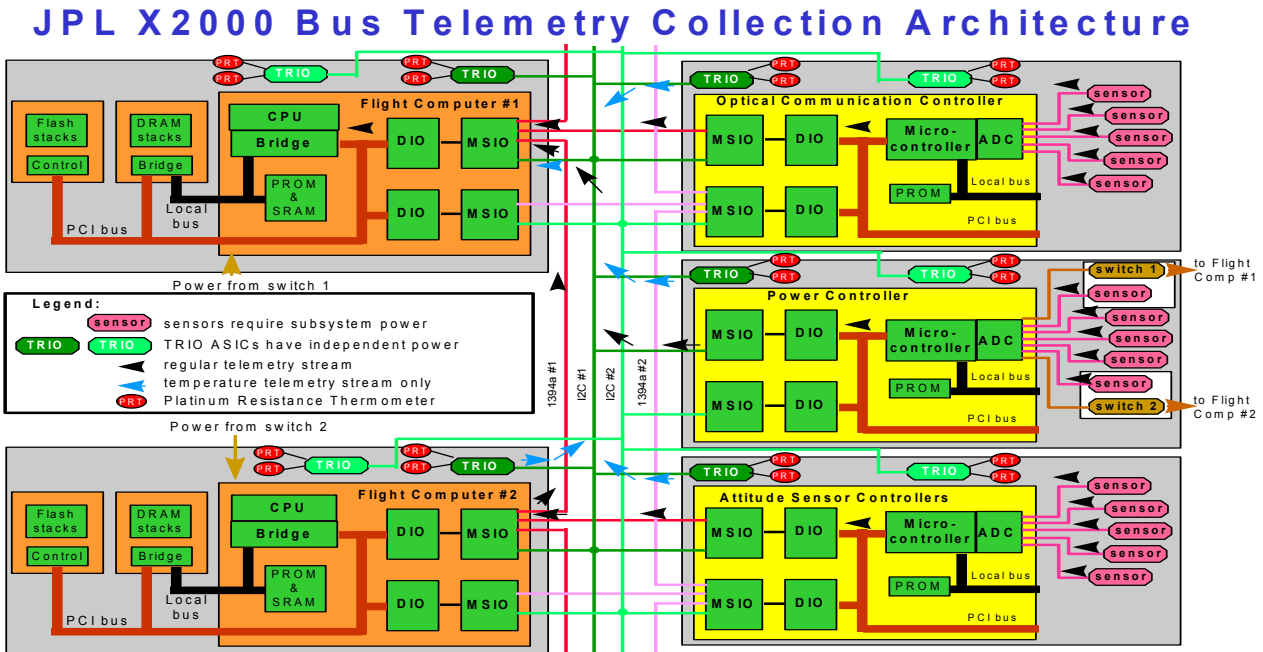 JPL X2000 Bus Telemetry Collection Architecture
PRT
PRT
TRIO
PRT
PRT
TRIO
Flash
stacks
Control
DRAM
stacks
Bridge
Local
bus
PCI bus
Flight Computer #1
CPU
Bridge
PROM
&
SRAM
DIO
MSIO
DIO
MSIO
Power from switch 1
Legend:
sensor
sensors require subsystem power
TRIO
TRIO
TRIO ASICs have independent power
regular telemetry stream
temperature telemetry stream only
PRT
Platinum Resistance Thermometer
Power from switch 2
PRT
PRT
TRIO
PRT
PRT
TRIO
Flash
stacks
Control
DRAM
stacks
Bridge
Local
bus
PCI bus
Flight Computer #2
CPU
Bridge
PROM
&
SRAM
DIO
MSIO
DIO
MSIO
1394a #1
I2C #1
I2C #2
1394a #2
TRIO
PRT
PRT
TRIO
PRT
PRT
Optical Communication Controller
MSIO
DIO
Micro-
controller
ADC
PROM
Local bus
MSIO
DIO
PCI bus
sensor
sensor
sensor
sensor
sensor
TRIO
PRT
PRT
TRIO
PRT
PRT
Power Controller
MSIO
DIO
Micro-
controller
ADC
PROM
Local bus
MSIO
DIO
PCI bus
switch 1
to Flight
Comp #1
sensor
sensor
sensor
sensor
sensor
switch 2
to Flight
Comp #2
TRIO
PRT
PRT
TRIO
PRT
PRT
Attitude Sensor Controllers
MSIO
DIO
Micro-
controller
ADC
PROM
Local bus
MSIO
DIO
PCI bus
sensor
sensor
sensor
sensor
sensor